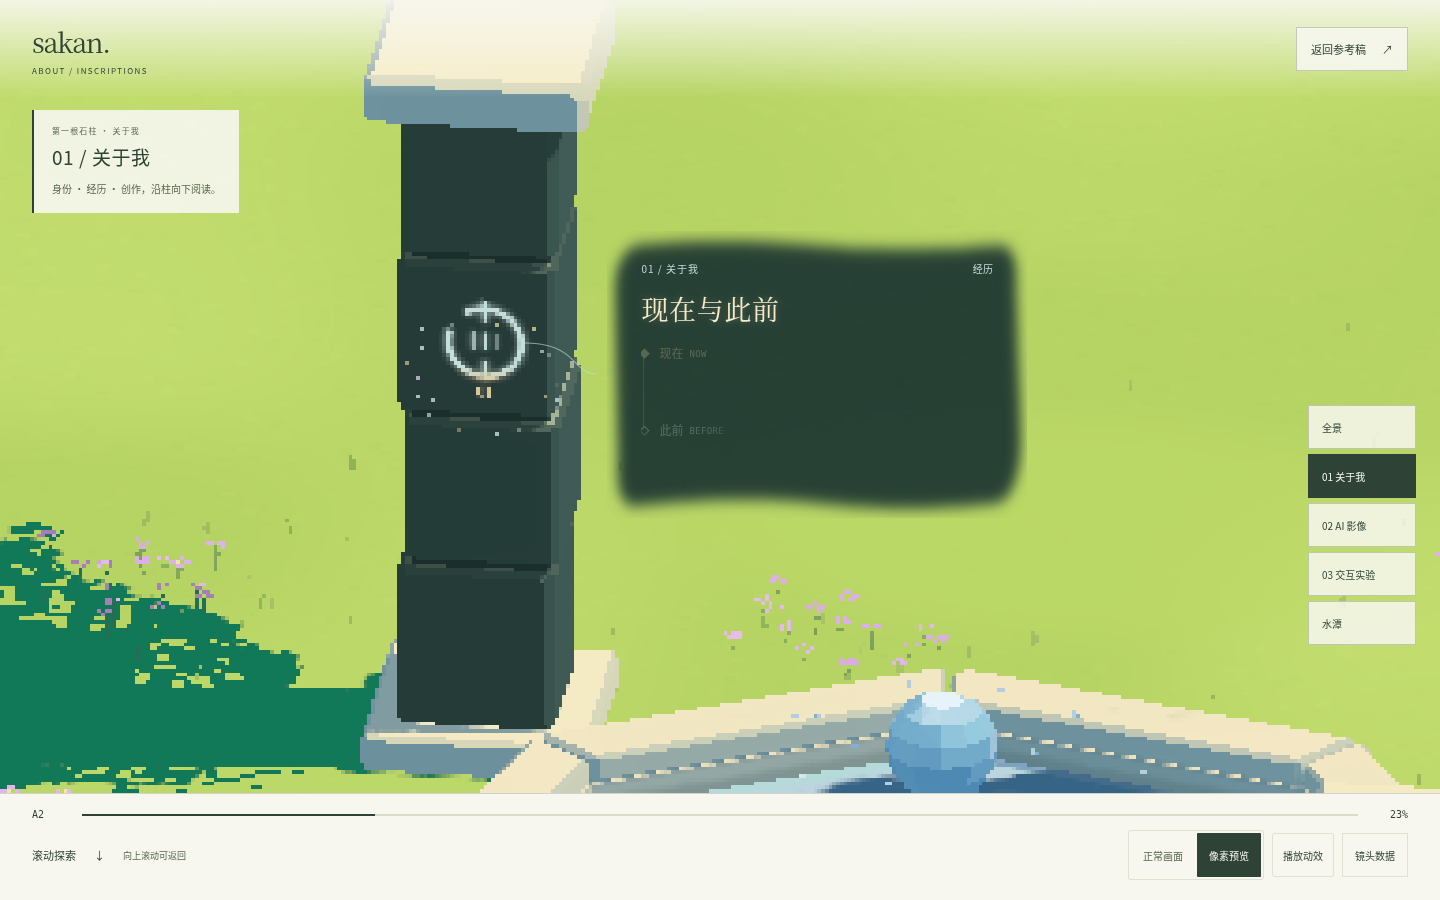 sakan.
ABOUT / INSCRIPTIONS
返回参考稿 ↗
第一根石柱 · 关于我
01 / 关于我
身份 · 经历 · 创作，沿柱向下阅读。
01 / 关于我
经历
现在与此前
现在 NOW
此前 BEFORE
全景
01 关于我
02 AI 影像
03 交互实验
水潭
A2
23%
滚动探索 ↓ 向上滚动可返回
正常画面
像素预览
播放动效
镜头数据